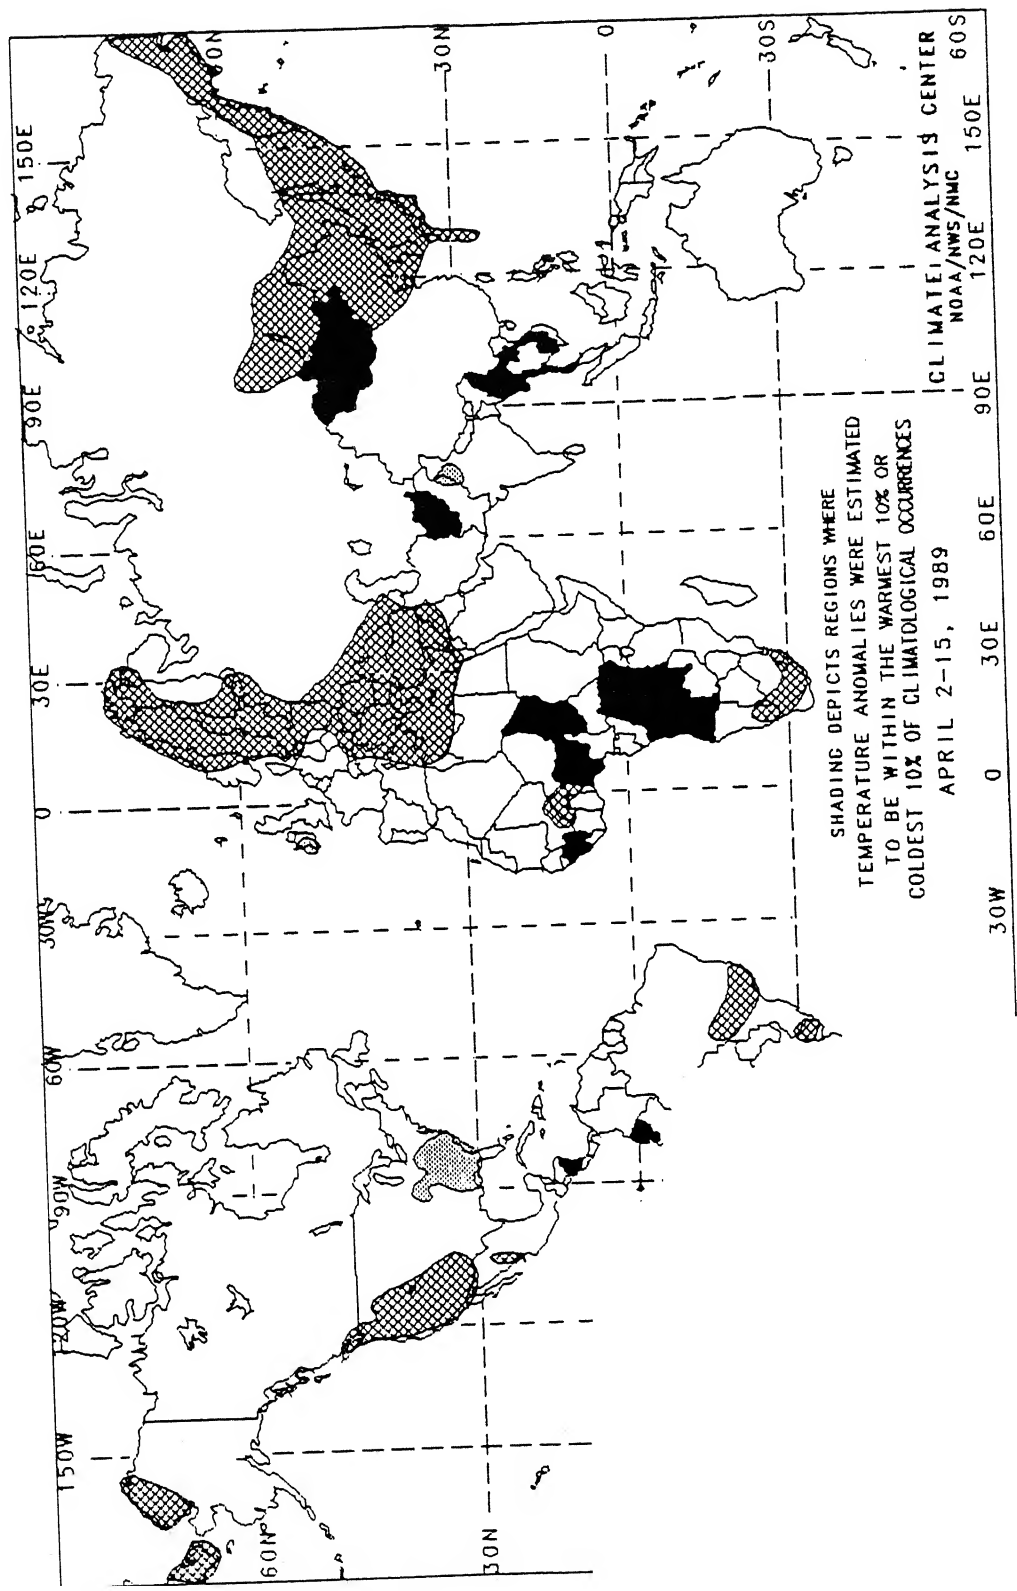 SHADING DEPICTS REGIONS WHERE
TEMPERATURE ANOMALIES WERE ESTIMATED
TO BE WITHIN THE WARMEST 10% OR
COLDEST 10% OF CLIMATOLOGICAL OCCURRENCES
APRIL 2-15, 1989
CLIMATE ANALYSIS CENTER
NOAA/NWS/NMC
150W
120W
90W
60W
30W
0
30E
60E
90E
120E
150E
60N
30N
30N
0
30S
60S
30W
0
30E
60E
90E
120E
150E